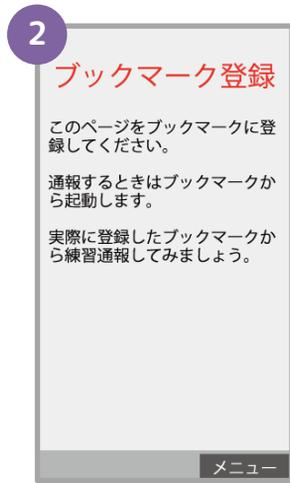 2
ブックマーク登録
このページをブックマークに登
録してください。
通報するときはブックマークか
ら起動します。
実際に登録したブックマークか
ら練習通報してみましょう。
メニュー